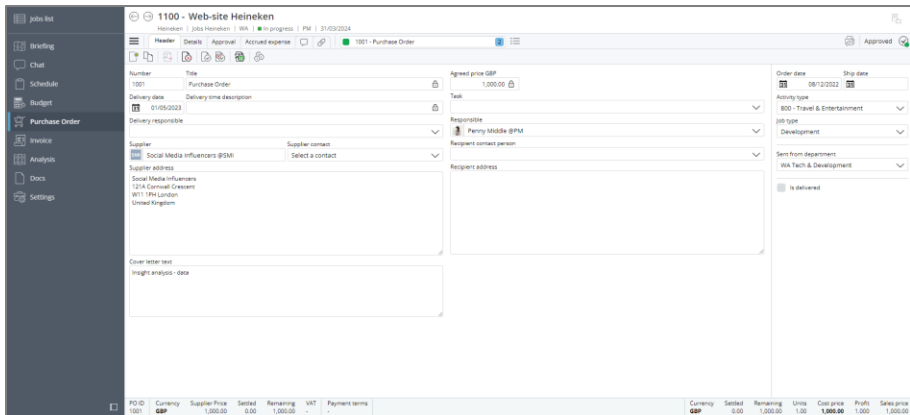 Jobs list
Briefing
Chat
Schedule
Budget
Purchase Order
Invoice
Analysis
Docs
Settings
1100 - Web-site Heineken
Heineken | Jobs Heineken | WA | In progress | PM | 31/03/2024
Header Details Approval Accrued expense 1001 - Purchase Order
Approved
Number Title Agreed price GBP Order date Ship date
1001 Purchase Order 1,000.00 08/12/2022
Delivery date Delivery time description Task Activity type
01/05/2023 800 - Travel & Entertainment
Delivery responsible Responsible Job type
Penny Middle @PM Development
Supplier Supplier contact Recipient contact person Sent from department
Social Media Influencers @SMI Select a contact WA Tech & Development
Supplier address Recipient address
Social Media Influencers
121A Cornwall Crescent
W11 1PH London
United Kingdom
Is delivered
Cover letter text
Insight analysis - data
PO ID Currency Supplier Price Settled Remaining VAT Payment terms Currency Settled Remaining Units Cost price Profit Sales price
1001 GBP 1,000.00 0.00 1,000.00 - - GBP 0.00 1,000.00 1.00 1,000.00 1.000 1,000.00